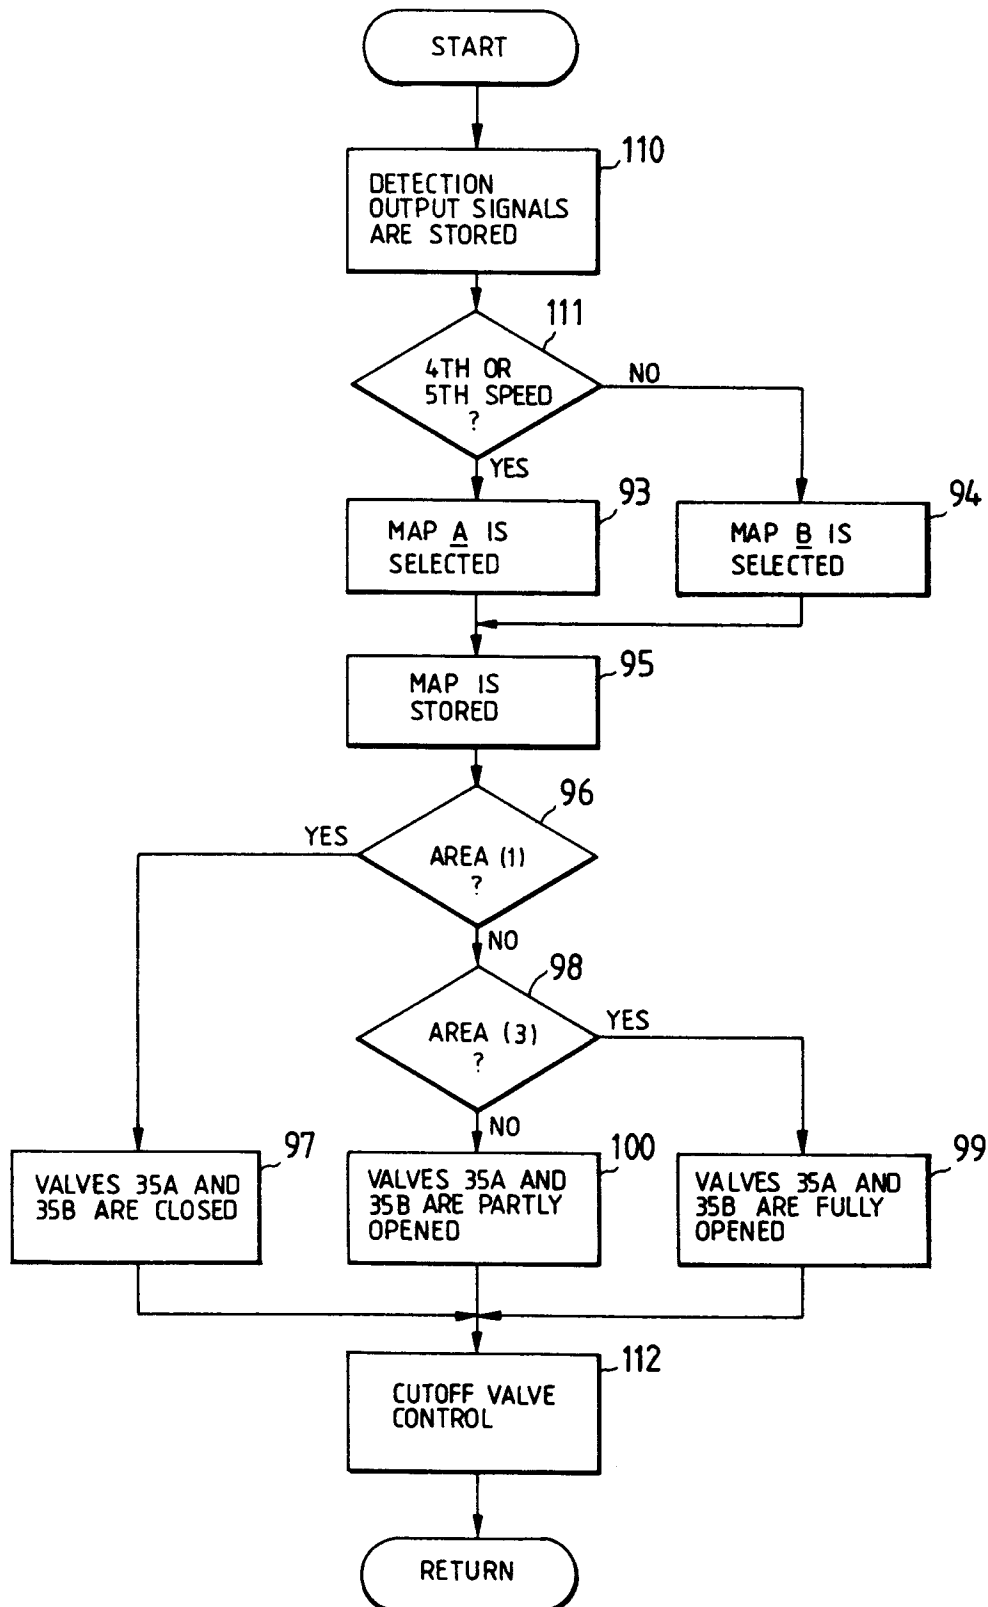 START
110
DETECTION
OUTPUT SIGNALS
ARE STORED
111
4TH OR
5TH SPEED
?
NO
YES
93
MAP A IS
SELECTED
94
MAP B IS
SELECTED
95
MAP IS
STORED
96
YES
AREA (1)
?
NO
98
AREA (3)
?
YES
NO
97
VALVES 35A AND
35B ARE CLOSED
100
VALVES 35A AND
35B ARE PARTLY
OPENED
99
VALVES 35A AND
35B ARE FULLY
OPENED
112
CUTOFF VALVE
CONTROL
RETURN